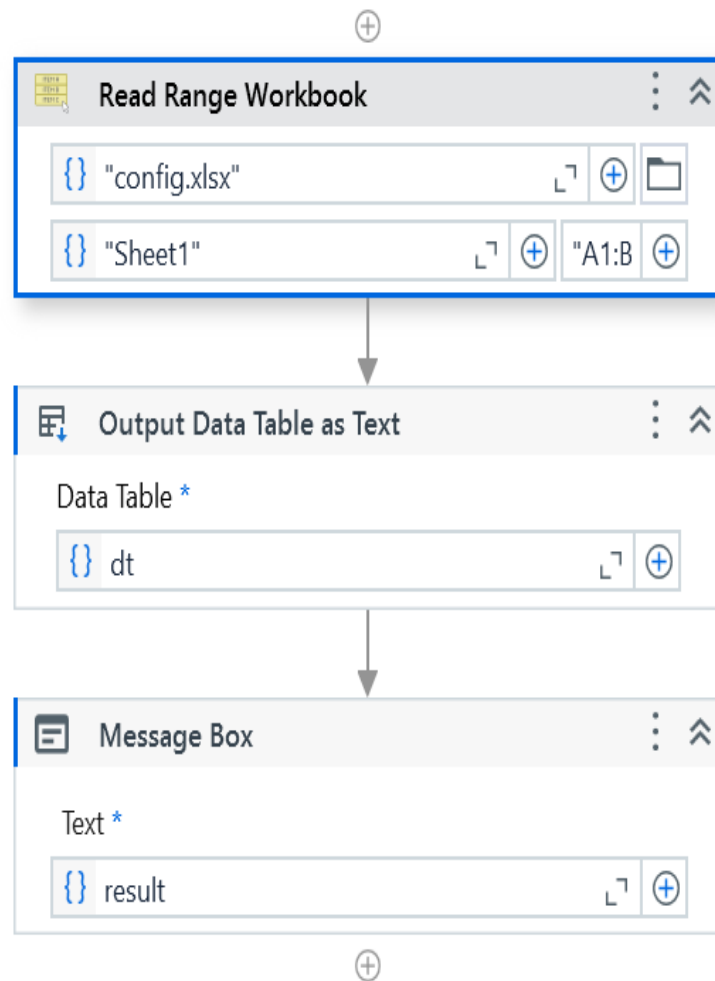 Read Range Workbook
{} "config.xlsx"
{} "Sheet1" "A1:B
Output Data Table as Text
Data Table *
{} dt
Message Box
Text *
{} result